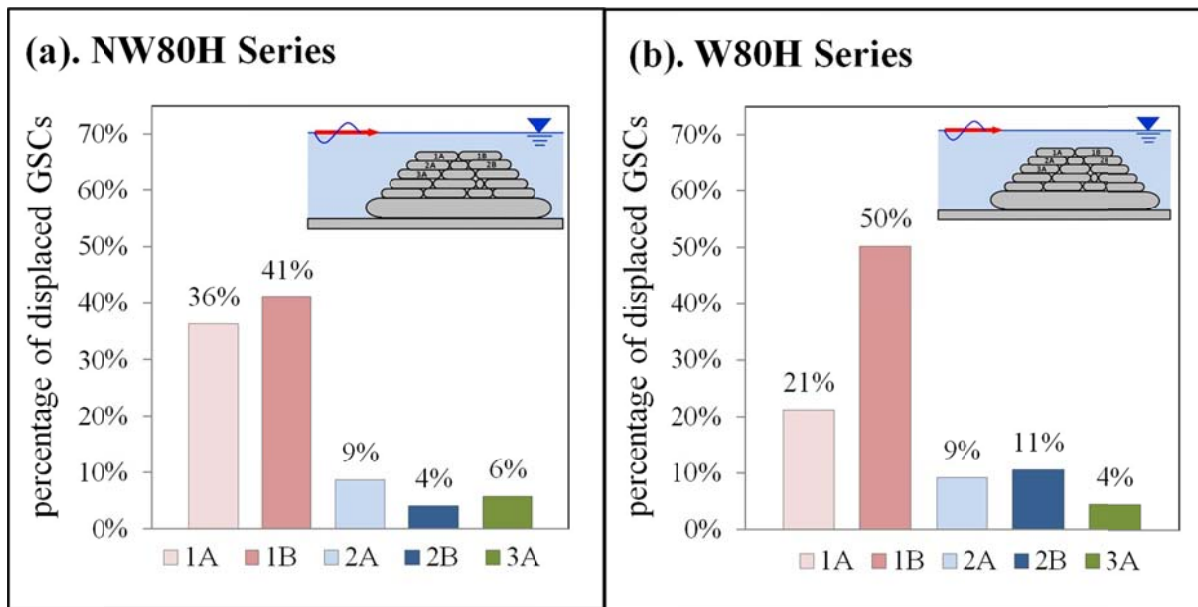 (a). NW80H Series
percentage of displaced GSCs
70%
60%
50%
40%
30%
20%
10%
0%
1A 1B
2A 2B
3A
36%
41%
9%
4%
6%
1A 1B 2A 2B 3A
(b). W80H Series
percentage of displaced GSCs
70%
60%
50%
40%
30%
20%
10%
0%
1A 1B
2A
3A
21%
50%
9%
11%
4%
1A 1B 2A 2B 3A